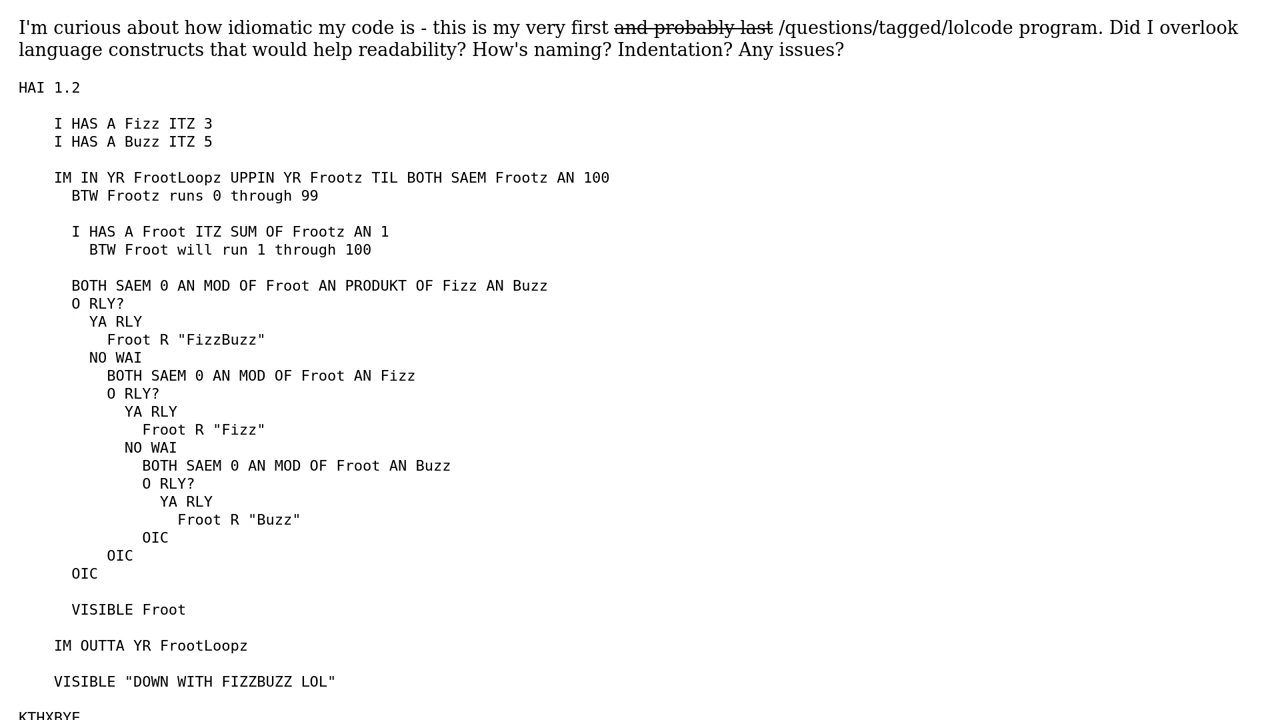 I'm curious about how idiomatic my code is - this is my very first and probably last /questions/tagged/lolcode program. Did I overlook
language constructs that would help readability? How's naming? Indentation? Any issues?
HAI 1.2
I HAS A Fizz ITZ 3
I HAS A Buzz ITZ 5
IM IN YR FrootLoopz UPPIN YR Frootz TIL BOTH SAEM Frootz AN 100
BTW Frootz runs 0 through 99
I HAS A Froot ITZ SUM OF Frootz AN 1
BTW Froot will run 1 through 100
BOTH SAEM 0 AN MOD OF Froot AN PRODUKT OF Fizz AN Buzz
O RLY?
YA RLY
Froot R "FizzBuzz"
NO WAI
BOTH SAEM 0 AN MOD OF Froot AN Fizz
O RLY?
YA RLY
Froot R "Fizz"
NO WAI
BOTH SAEM 0 AN MOD OF Froot AN Buzz
O RLY?
YA RLY
Froot R "Buzz"
OIC
OIC
OIC
VISIBLE Froot
IM OUTTA YR FrootLoopz
VISIBLE "DOWN WITH FIZZBUZZ LOL"
KTHXBYE